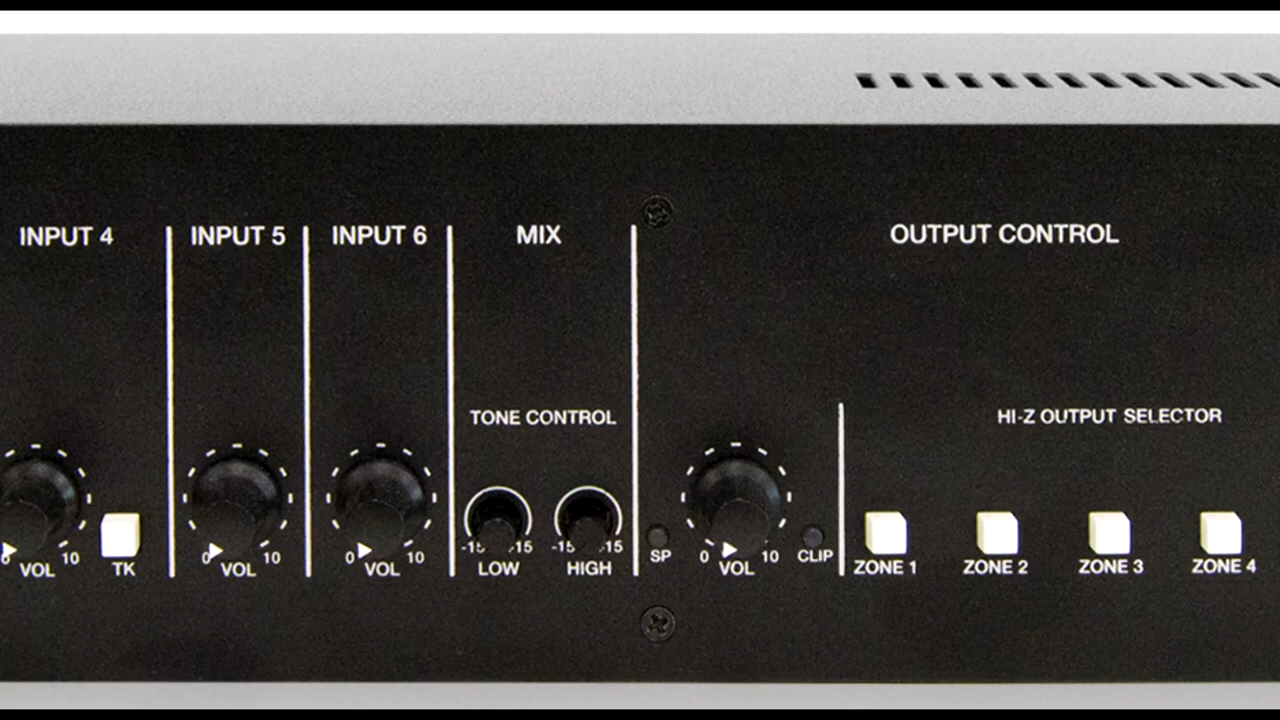 INPUT 4
INPUT 5
INPUT 6
MIX
OUTPUT CONTROL
TONE CONTROL
HI-Z OUTPUT SELECTOR
0 10
VOL
TK
0 10
VOL
0 10
VOL
-15 +15
LOW
-15 +15
HIGH
SP
0 10
VOL
CLIP
ZONE 1
ZONE 2
ZONE 3
ZONE 4